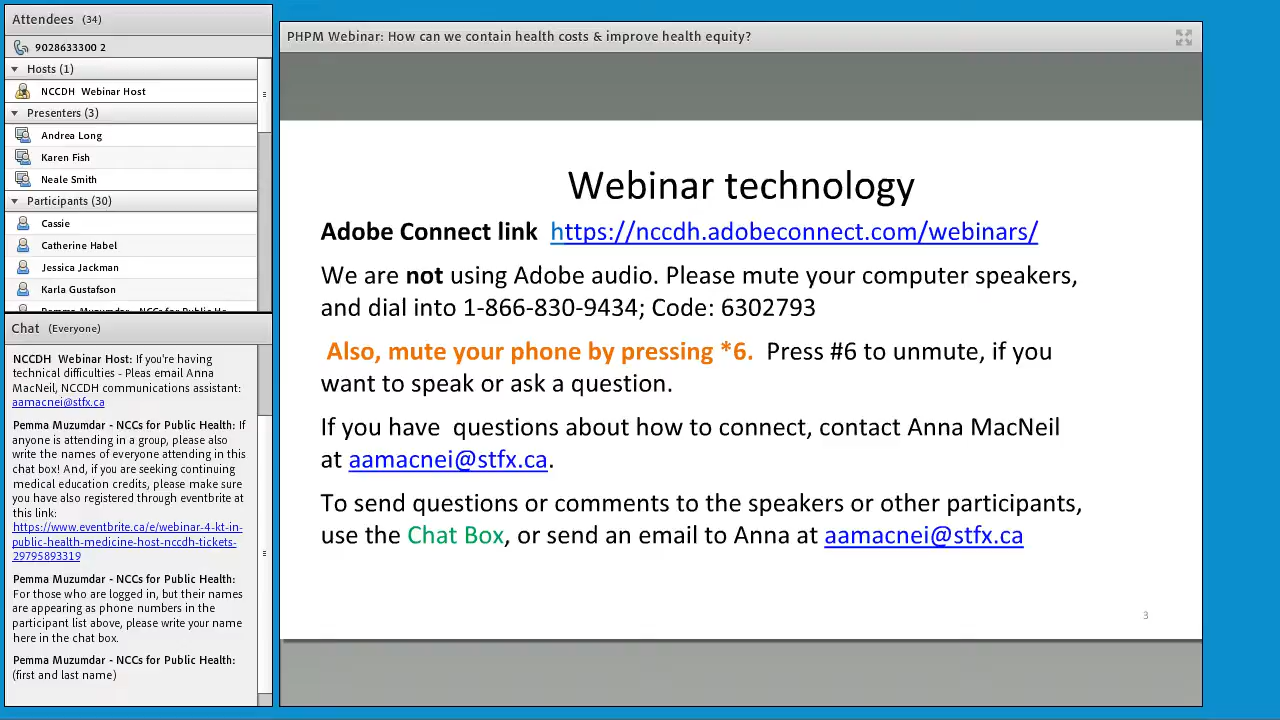 Attendees (34)
9028633300 2
Hosts (1)
NCCDH Webinar Host
Presenters (3)
Andrea Long
Karen Fish
Neale Smith
Participants (30)
Cassie
Catherine Habel
Jessica Jackman
Karla Gustafson
Pemma Muzumdar - NCCs for Public He...
Chat (Everyone)
NCCDH Webinar Host: If you're having
technical difficulties - Pleas email Anna
MacNeil, NCCDH communications assistant:
aamacnei@stfx.ca
Pemma Muzumdar - NCCs for Public Health: If
anyone is attending in a group, please also
write the names of everyone attending in this
chat box! And, if you are seeking continuing
medical education credits, please make sure
you have also registered through eventbrite at
this link:
https://www.eventbrite.ca/e/webinar-4-kt-in-
public-health-medicine-host-nccdh-tickets-
29795893319
Pemma Muzumdar - NCCs for Public Health:
For those who are logged in, but their names
are appearing as phone numbers in the
participant list above, please write your name
here in the chat box.
Pemma Muzumdar - NCCs for Public Health:
(first and last name)
PHPM Webinar: How can we contain health costs & improve health equity?
Webinar technology
Adobe Connect link https://nccdh.adobeconnect.com/webinars/
We are not using Adobe audio. Please mute your computer speakers,
and dial into 1-866-830-9434; Code: 6302793
Also, mute your phone by pressing *6. Press #6 to unmute, if you
want to speak or ask a question.
If you have questions about how to connect, contact Anna MacNeil
at aamacnei@stfx.ca.
To send questions or comments to the speakers or other participants,
use the Chat Box, or send an email to Anna at aamacnei@stfx.ca
3